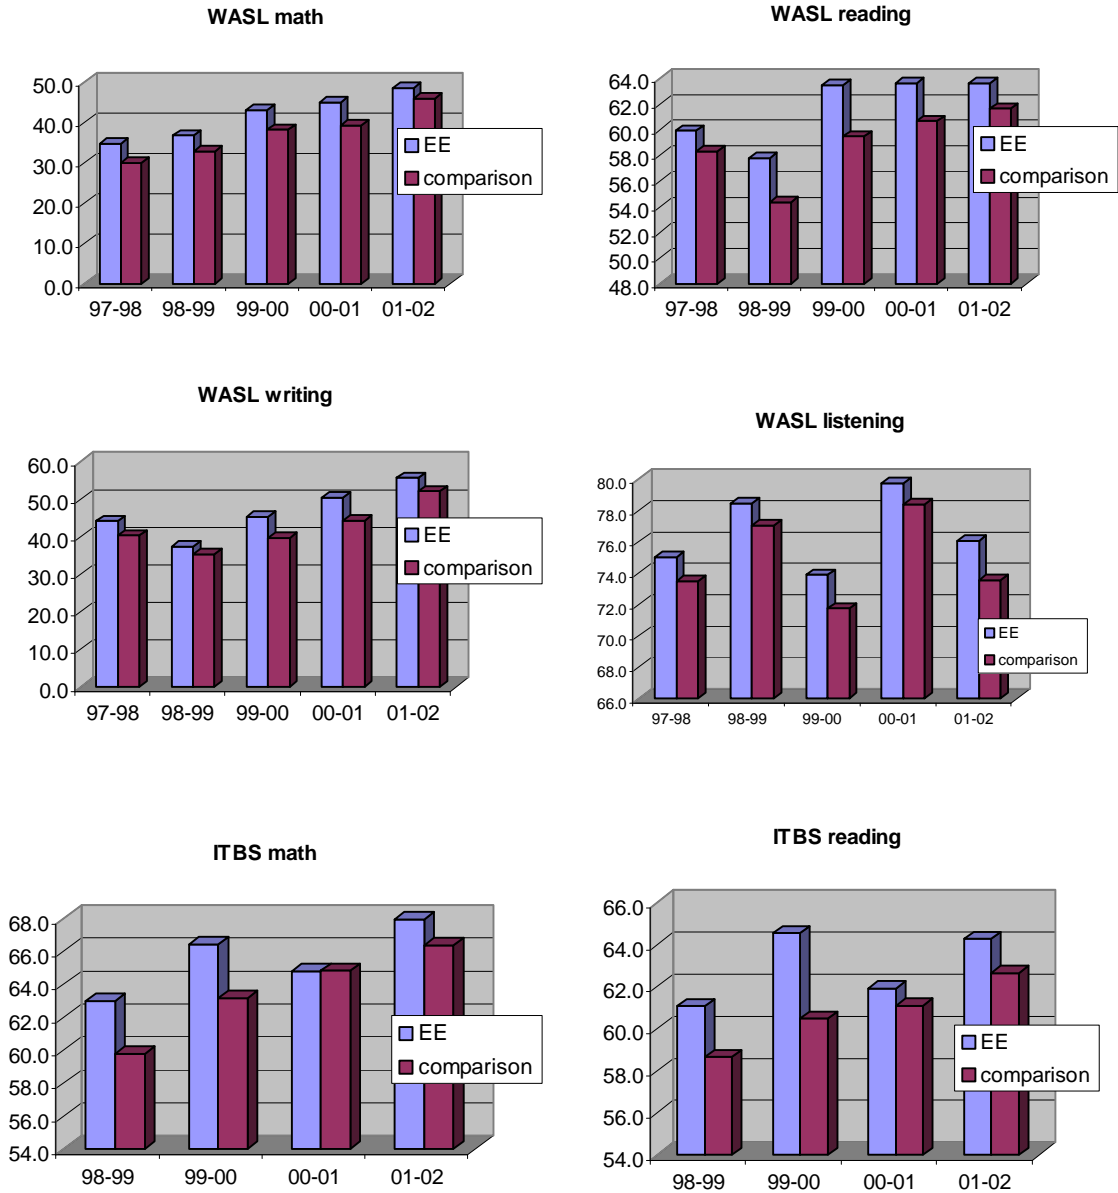 WASL math
50.0
40.0
30.0
20.0
10.0
0.0
97-98 98-99 99-00 00-01 01-02
EE
comparison
WASL reading
64.0
62.0
60.0
58.0
56.0
54.0
52.0
50.0
48.0
97-98 98-99 99-00 00-01 01-02
EE
comparison
WASL writing
60.0
50.0
40.0
30.0
20.0
10.0
0.0
97-98 98-99 99-00 00-01 01-02
EE
comparison
WASL listening
80.0
78.0
76.0
74.0
72.0
70.0
68.0
66.0
97-98 98-99 99-00 00-01 01-02
EE
comparison
ITBS math
68.0
66.0
64.0
62.0
60.0
58.0
56.0
54.0
98-99 99-00 00-01 01-02
EE
comparison
ITBS reading
66.0
64.0
62.0
60.0
58.0
56.0
54.0
98-99 99-00 00-01 01-02
EE
comparison